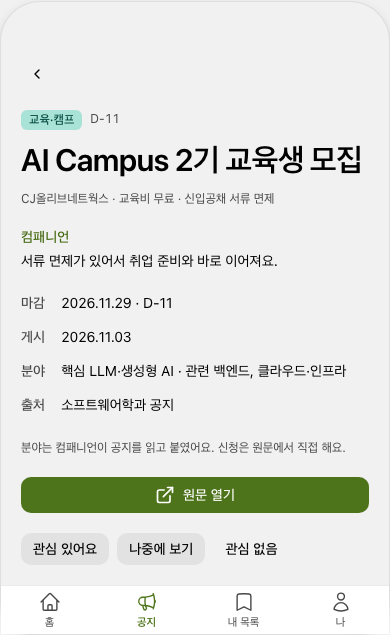 교육·캠프 D-11
AI Campus 2기 교육생 모집
CJ올리브네트웍스 · 교육비 무료 · 신입공채 서류 면제
컴패니언
서류 면제가 있어서 취업 준비와 바로 이어져요.
마감 2026.11.29 · D-11
게시 2026.11.03
분야 핵심 LLM·생성형 AI · 관련 백엔드, 클라우드·인프라
출처 소프트웨어학과 공지
분야는 컴패니언이 공지를 읽고 붙였어요. 신청은 원문에서 직접 해요.
원문 열기
관심 있어요 나중에 보기 관심 없음
홈 공지 내 목록 나